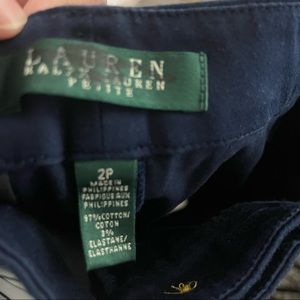 LAUREN
RALPH LAUREN
PETITE
2P
MADE IN
PHILIPPINES
FABRIQUE AUX
PHILIPPINES
97% COTTON/
COTON
3%
ELASTANE/
ELASTHANNE